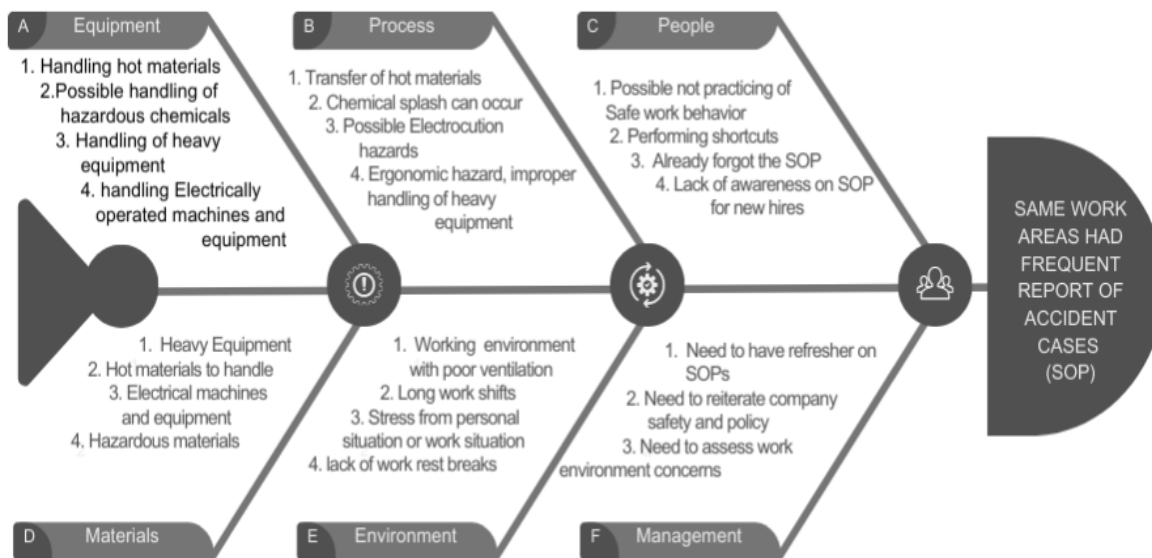 A Equipment
1. Handling hot materials
2.Possible handling of
hazardous chemicals
3. Handling of heavy
equipment
4. handling Electrically
operated machines and
equipment
B Process
1. Transfer of hot materials
2. Chemical splash can occur
3. Possible Electrocution
hazards
4. Ergonomic hazard, improper
handling of heavy
equipment
C People
1. Possible not practicing of
Safe work behavior
2. Performing shortcuts
3. Already forgot the SOP
4. Lack of awareness on SOP
for new hires
SAME WORK
AREAS HAD
FREQUENT
REPORT OF
ACCIDENT
CASES
(SOP)
1. Heavy Equipment
2. Hot materials to handle
3. Electrical machines
and equipment
4. Hazardous materials
D Materials
1. Working environment
with poor ventilation
2. Long work shifts
3. Stress from personal
situation or work situation
4. lack of work rest breaks
E Environment
1. Need to have refresher on
SOPs
2. Need to reiterate company
safety and policy
3. Need to assess work
environment concerns
F Management